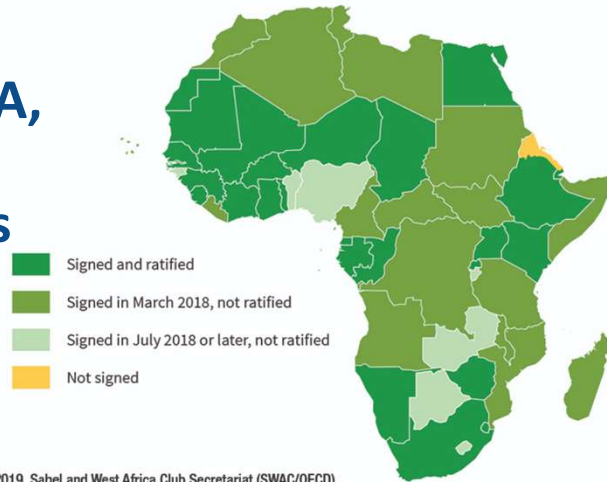 A,
s
Signed and ratified
Signed in March 2018, not ratified
Signed in July 2018 or later, not ratified
Not signed
2019. Sahel and West Africa Club Secretariat (SWAC/OECD)